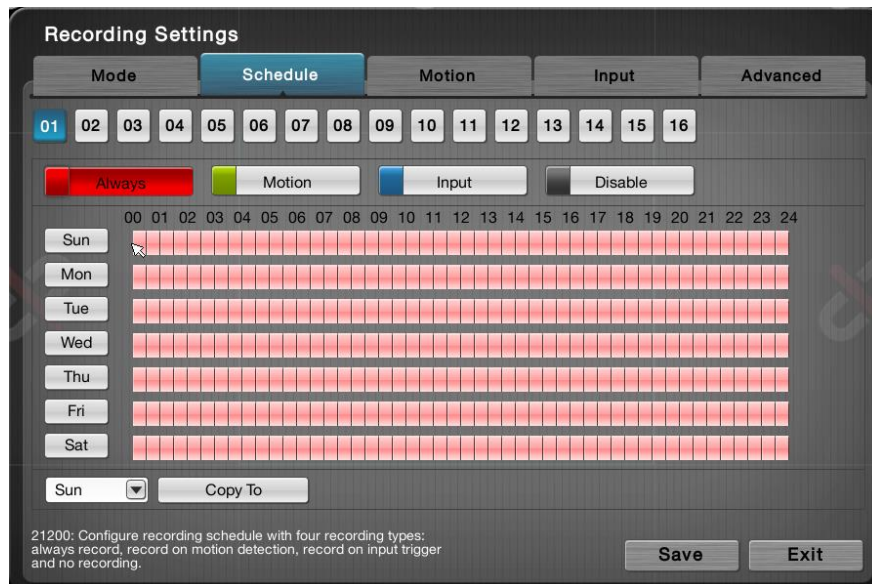 Recording Settings
Mode Schedule Motion Input Advanced
01 02 03 04 05 06 07 08 09 10 11 12 13 14 15 16
Always Motion Input Disable
00 01 02 03 04 05 06 07 08 09 10 11 12 13 14 15 16 17 18 19 20 21 22 23 24
Sun
Mon
Tue
Wed
Thu
Fri
Sat
Sun Copy To
21200: Configure recording schedule with four recording types:
always record, record on motion detection, record on input trigger
and no recording.
Save Exit